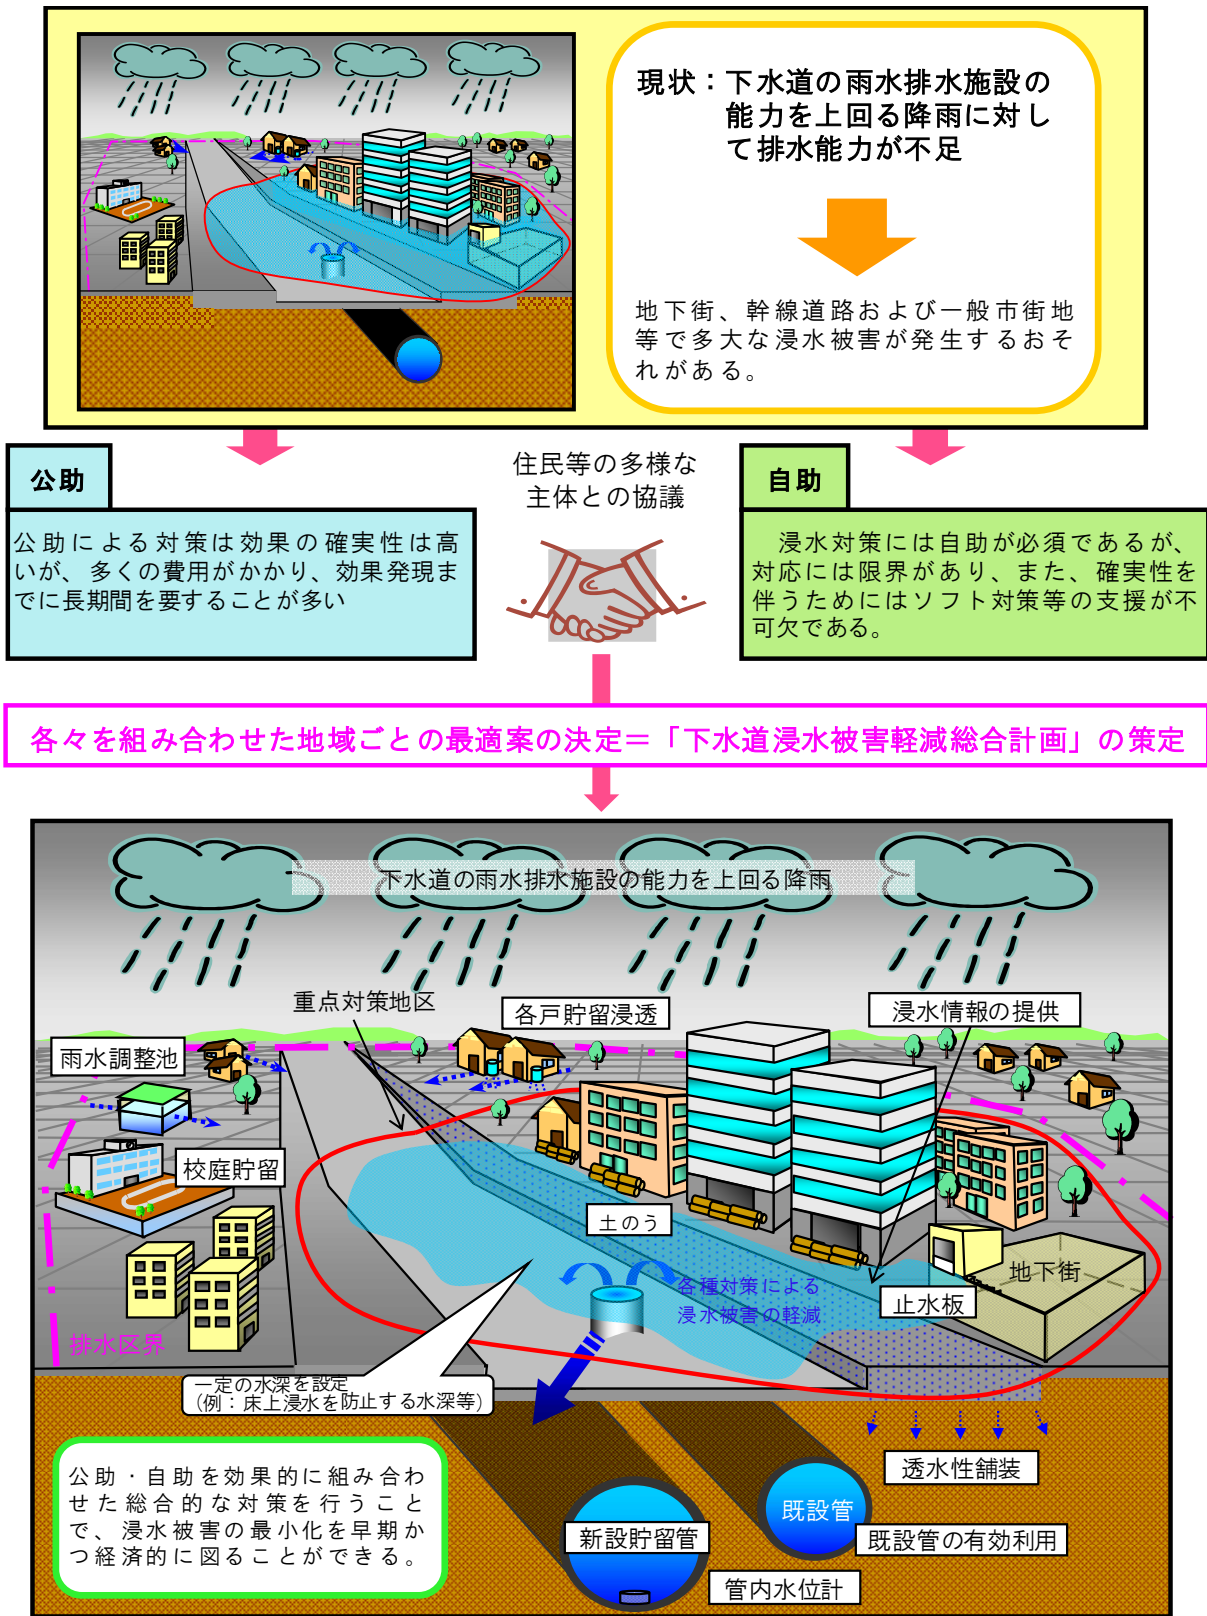 現状：下水道の雨水排水施設の
能力を上回る降雨に対し
て排水能力が不足
地下街、幹線道路および一般市街地
等で多大な浸水被害が発生するおそ
れがある。
公助
公助による対策は効果の確実性は高
いが、多くの費用がかかり、効果発現ま
でに長期間を要することが多い
住民等の多様な
主体との協議
自助
浸水対策には自助が必須であるが、
対応には限界があり、また、確実性を
伴うためにはソフト対策等の支援が不
可欠である。
各々を組み合わせた地域ごとの最適案の決定＝「下水道浸水被害軽減総合計画」の策定
下水道の雨水排水施設の能力を上回る降雨
重点対策地区
各戸貯留浸透
浸水情報の提供
雨水調整池
校庭貯留
土のう
地下街
各種対策による
浸水被害の軽減
止水板
排水区界
一定の水深を設定
（例：床上浸水を防止する水深等）
透水性舗装
公助・自助を効果的に組み合わ
せた総合的な対策を行うこと
で、浸水被害の最小化を早期か
つ経済的に図ることができる。
既設管
新設貯留管
既設管の有効利用
管内水位計